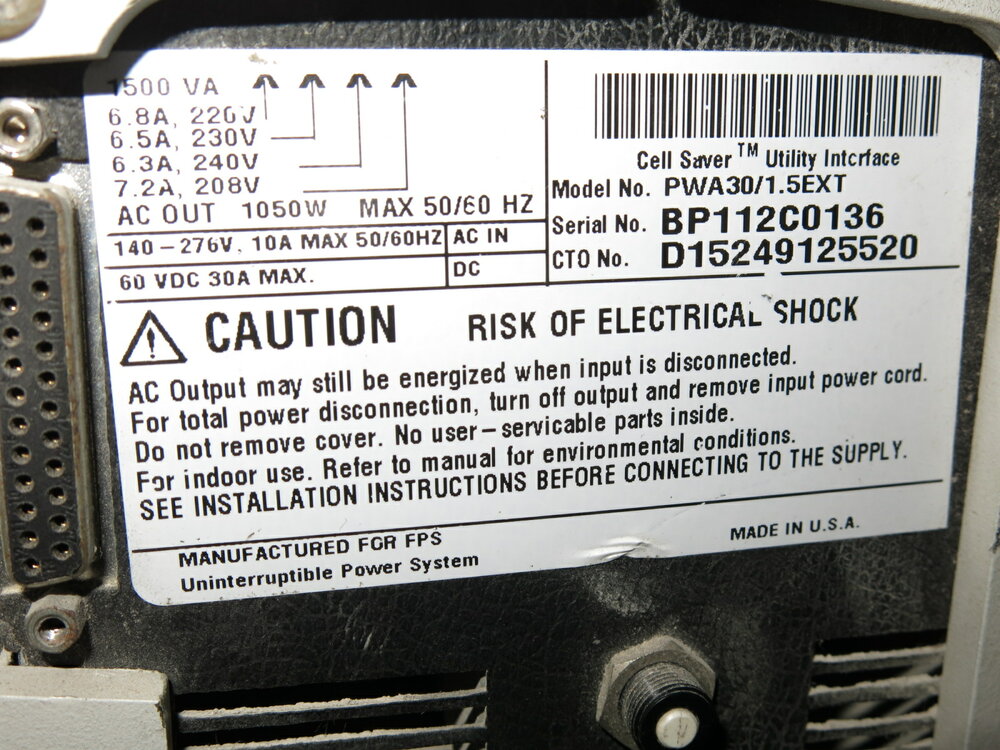 1500 VA
6.8A, 220V
6.5A, 230V
6.3A, 240V
7.2A, 208V
AC OUT 1050W MAX 50/60 HZ
140-276V, 10A MAX 50/60HZ AC IN
60 VDC 30A MAX. DC
Cell Saver™ Utility Interface
Model No. PWA30/1.5EXT
Serial No. BP112C0136
CTO No. D15249125520
CAUTION RISK OF ELECTRICAL SHOCK
AC Output may still be energized when input is disconnected.
For total power disconnection, turn off output and remove input power cord.
Do not remove cover. No user-servicable parts inside.
For indoor use. Refer to manual for environmental conditions.
SEE INSTALLATION INSTRUCTIONS BEFORE CONNECTING TO THE SUPPLY.
MANUFACTURED FOR FPS
Uninterruptible Power System
MADE IN U.S.A.